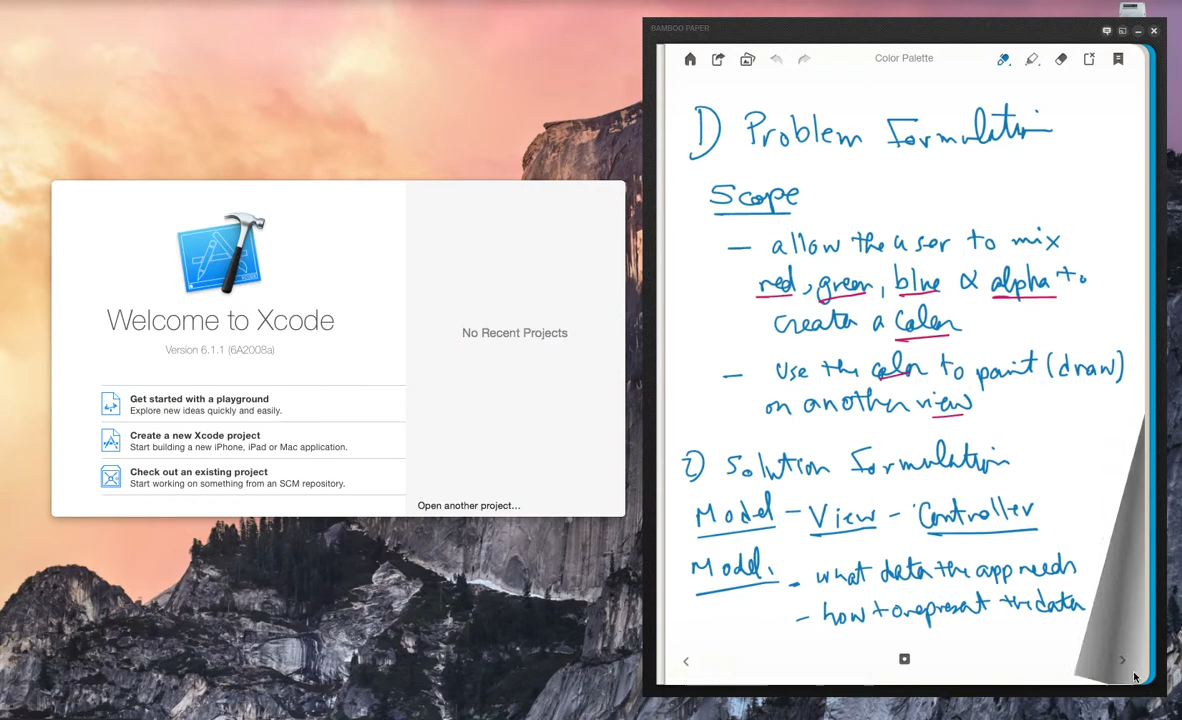 Welcome to Xcode
Version 6.1.1 (6A2008a)
Get started with a playground
Explore new ideas quickly and easily.
Create a new Xcode project
Start building a new iPhone, iPad or Mac application.
Check out an existing project
Start working on something from an SCM repository.
No Recent Projects
Open another project...
BAMBOO PAPER
Color Palette
1) Problem Formulation
Scope
- allow the user to mix
red, green, blue & alpha to
create a color
- use the color to paint (draw)
on another view
2) Solution Formulation
Model - View - Controller
Model.
- what data the app needs
- how to represent the data